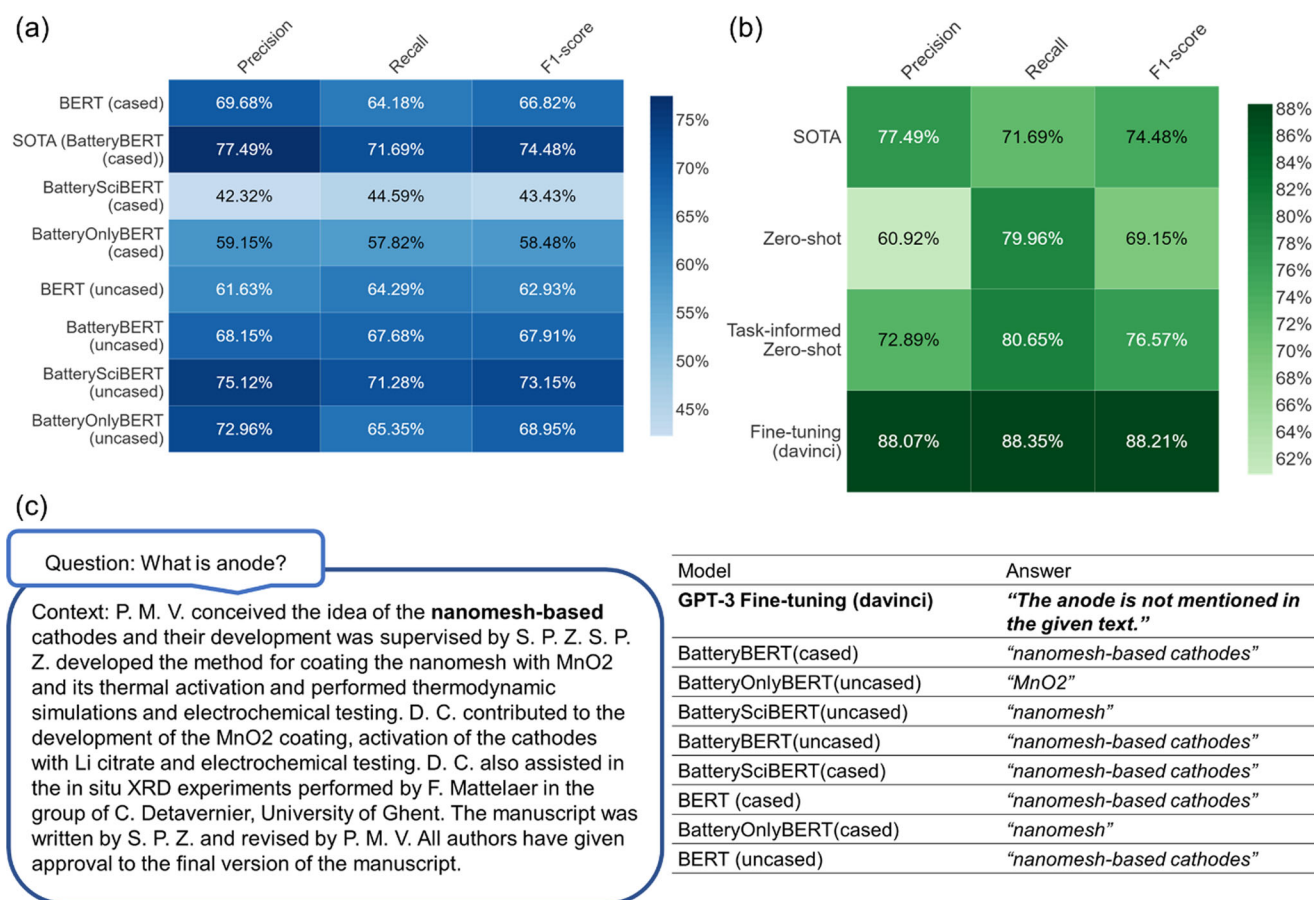 (a)
Precision
Recall
F1-score
BERT (cased)
69.68%
64.18%
66.82%
SOTA (BatteryBERT
(cased))
77.49%
71.69%
74.48%
BatterySciBERT
(cased)
42.32%
44.59%
43.43%
BatteryOnlyBERT
(cased)
59.15%
57.82%
58.48%
BERT (uncased)
61.63%
64.29%
62.93%
BatteryBERT
(uncased)
68.15%
67.68%
67.91%
BatterySciBERT
(uncased)
75.12%
71.28%
73.15%
BatteryOnlyBERT
(uncased)
72.96%
65.35%
68.95%
75%
70%
65%
60%
55%
50%
45%
(b)
Precision
Recall
F1-score
SOTA
77.49%
71.69%
74.48%
Zero-shot
60.92%
79.96%
69.15%
Task-informed
Zero-shot
72.89%
80.65%
76.57%
Fine-tuning
(davinci)
88.07%
88.35%
88.21%
88%
86%
84%
82%
80%
78%
76%
74%
72%
70%
68%
66%
64%
62%
(c)
Question: What is anode?
Context: P. M. V. conceived the idea of the nanomesh-based
cathodes and their development was supervised by S. P. Z. S. P.
Z. developed the method for coating the nanomesh with MnO2
and its thermal activation and performed thermodynamic
simulations and electrochemical testing. D. C. contributed to the
development of the MnO2 coating, activation of the cathodes
with Li citrate and electrochemical testing. D. C. also assisted in
the in situ XRD experiments performed by F. Mattelaer in the
group of C. Detavernier, University of Ghent. The manuscript was
written by S. P. Z. and revised by P. M. V. All authors have given
approval to the final version of the manuscript.
Model Answer
GPT-3 Fine-tuning (davinci) “The anode is not mentioned in
the given text.”
BatteryBERT(cased) “nanomesh-based cathodes”
BatteryOnlyBERT(uncased) “MnO2”
BatterySciBERT(uncased) “nanomesh”
BatteryBERT(uncased) “nanomesh-based cathodes”
BatterySciBERT(cased) “nanomesh-based cathodes”
BERT (cased) “nanomesh-based cathodes”
BatteryOnlyBERT(cased) “nanomesh”
BERT (uncased) “nanomesh-based cathodes”